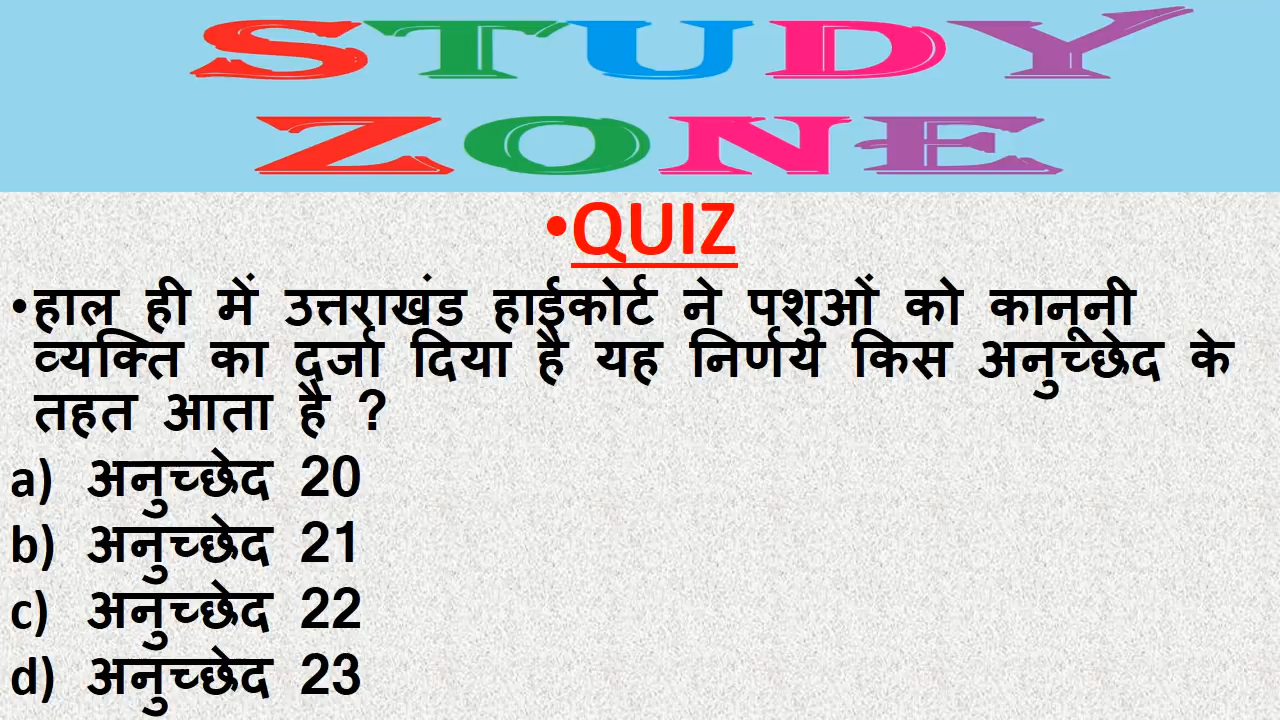 STUDY
ZONE
•QUIZ
•हाल ही में उत्तराखंड हाईकोर्ट ने पशुओं को कानूनी
व्यक्ति का दर्जा दिया है यह निर्णय किस अनुच्छेद के
तहत आता है ?
a) अनुच्छेद 20
b) अनुच्छेद 21
c) अनुच्छेद 22
d) अनुच्छेद 23